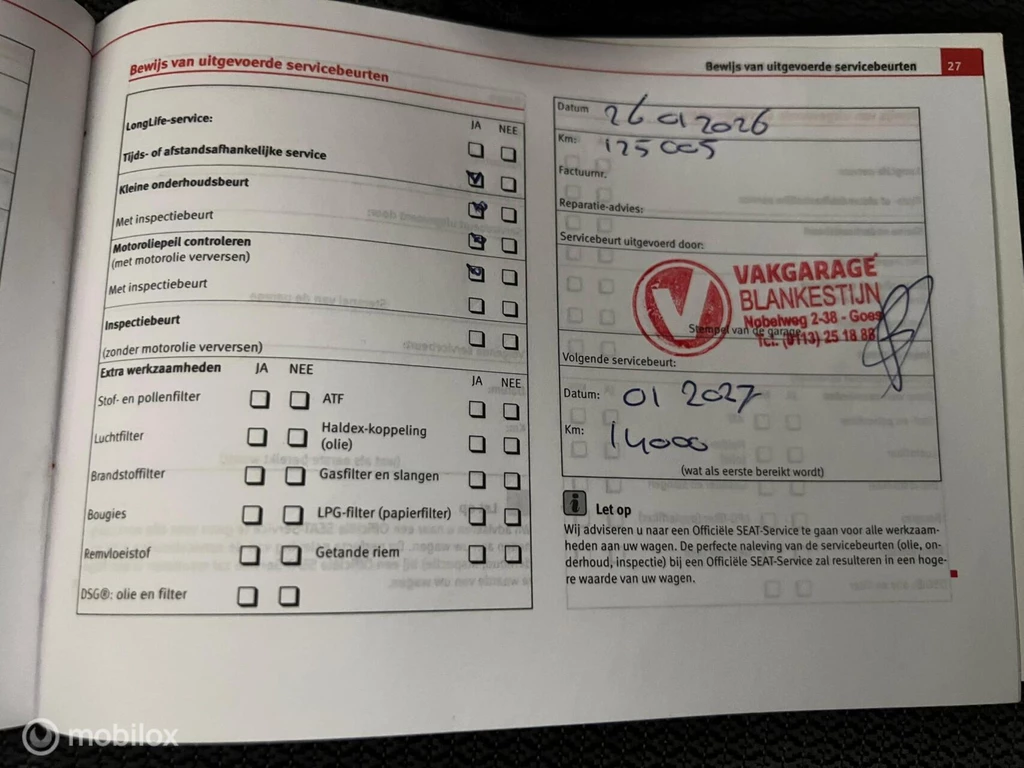 Bewijs van uitgevoerde servicebeurten
LongLife-service:
JA NEE
Tijds- of afstandsafhankelijke service
Kleine onderhoudsbeurt
Met inspectiebeurt
Motoroliepeil controleren
(met motorolie verversen)
Met inspectiebeurt
Inspectiebeurt
(zonder motorolie verversen)
Extra werkzaamheden JA NEE
JA NEE
Stof- en pollenfilter ATF
Luchtfilter Haldex-koppeling
(olie)
Brandstoffilter Gasfilter en slangen
Bougies LPG-filter (papierfilter)
Remvloeistof Getande riem
DSG®: olie en filter
Bewijs van uitgevoerde servicebeurten 27
Datum 26 01 2026
Km: 125005
Factuurnr.
Reparatie-advies:
Servicebeurt uitgevoerd door:
VAKGARAGE
BLANKESTIJN
Nobelweg 2-38 - Goes
Stempel van de garage
Tel. (0113) 25 18 88
Volgende servicebeurt:
Datum: 01 2027
Km: 14000
(wat als eerste bereikt wordt)
i Let op
Wij adviseren u naar een Officiële SEAT-Service te gaan voor alle werkzaam-
heden aan uw wagen. De perfecte naleving van de servicebeurten (olie, on-
derhoud, inspectie) bij een Officiële SEAT-Service zal resulteren in een hoge-
re waarde van uw wagen.
mobilox